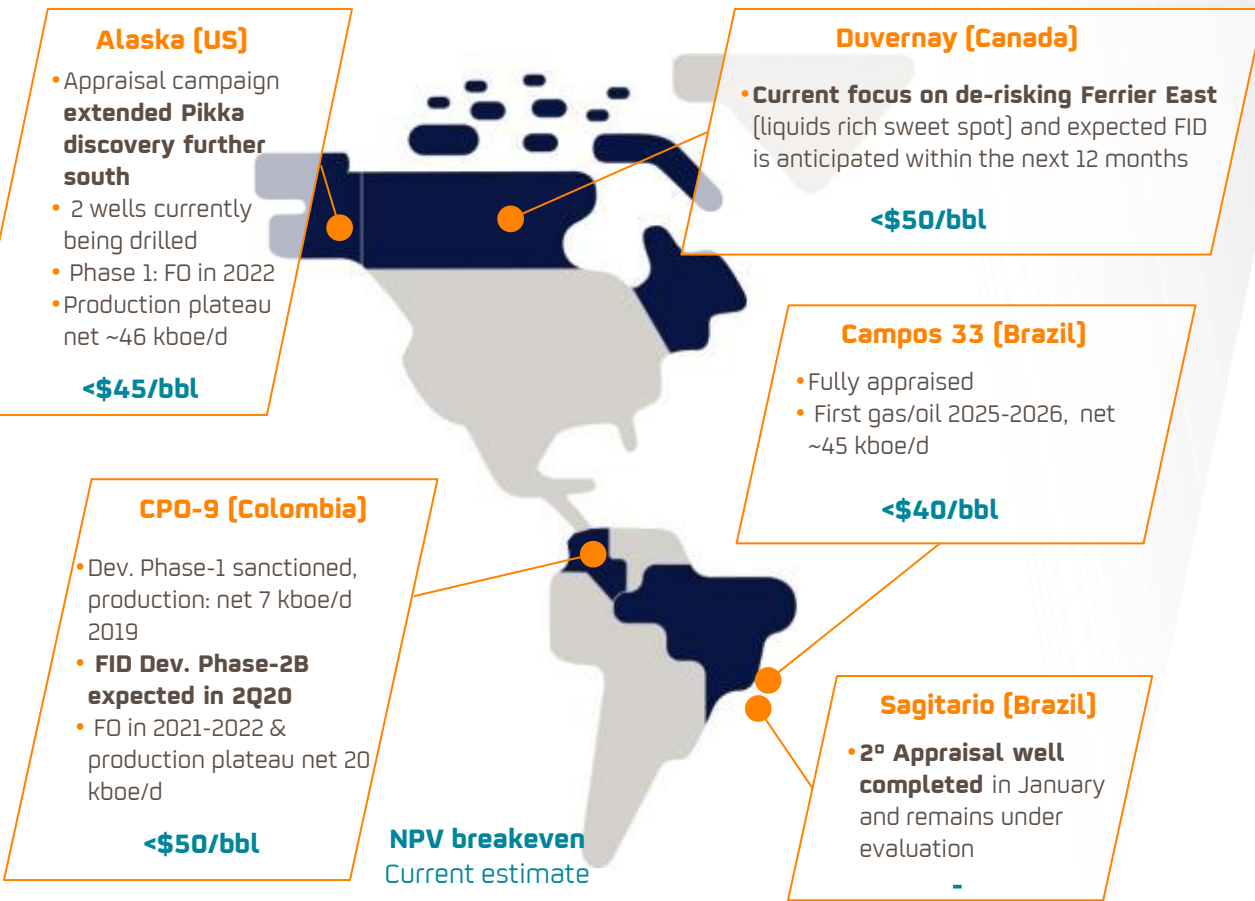 Alaska (US)
•Appraisal campaign
extended Pikka
discovery further
south
• 2 wells currently
being drilled
• Phase 1: FO in 2022
•Production plateau
net ~46 kboe/d
<$45/bbl
Duvernay (Canada)
•Current focus on de-risking Ferrier East
(liquids rich sweet spot) and expected FID
is anticipated within the next 12 months
<$50/bbl
Campos 33 (Brazil)
•Fully appraised
• First gas/oil 2025-2026, net
~45 kboe/d
<$40/bbl
CPO-9 (Colombia)
•Dev. Phase-1 sanctioned,
production: net 7 kboe/d
2019
• FID Dev. Phase-2B
expected in 2Q20
• FO in 2021-2022 &
production plateau net 20
kboe/d
<$50/bbl
NPV breakeven
Current estimate
Sagitario (Brazil)
•2º Appraisal well
completed in January
and remains under
evaluation
-